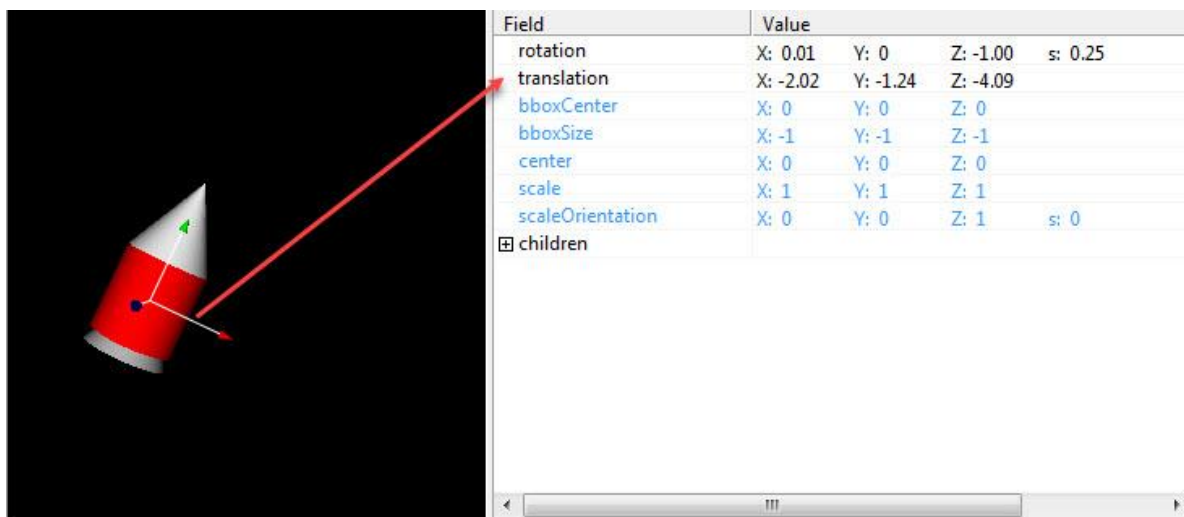 Field Value
rotation X: 0.01 Y: 0 Z: -1.00 s: 0.25
translation X: -2.02 Y: -1.24 Z: -4.09
bboxCenter X: 0 Y: 0 Z: 0
bboxSize X: -1 Y: -1 Z: -1
center X: 0 Y: 0 Z: 0
scale X: 1 Y: 1 Z: 1
scaleOrientation X: 0 Y: 0 Z: 1 s: 0
children